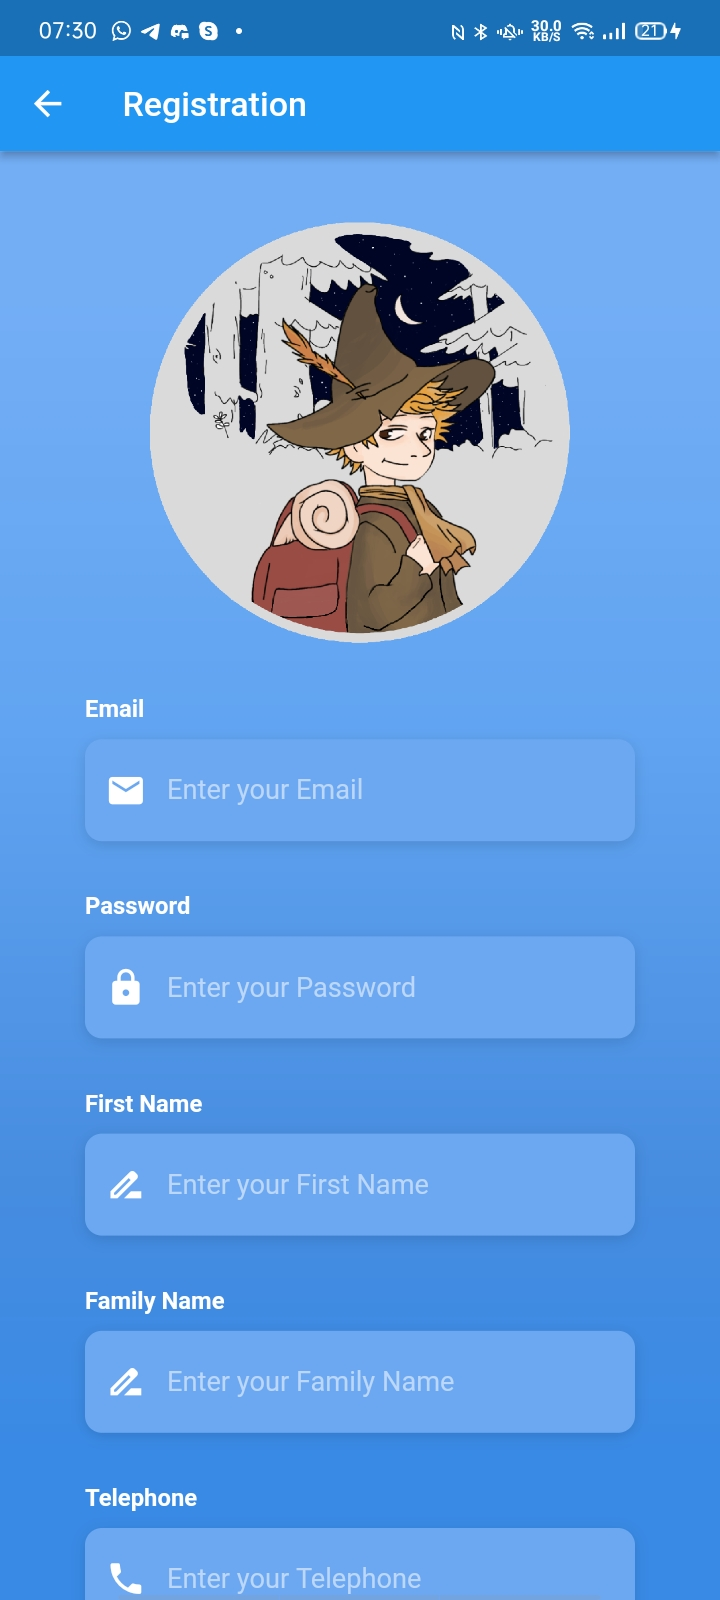 07:30
30.0
KB/S
21
Registration
Email
Enter your Email
Password
Enter your Password
First Name
Enter your First Name
Family Name
Enter your Family Name
Telephone
Enter your Telephone